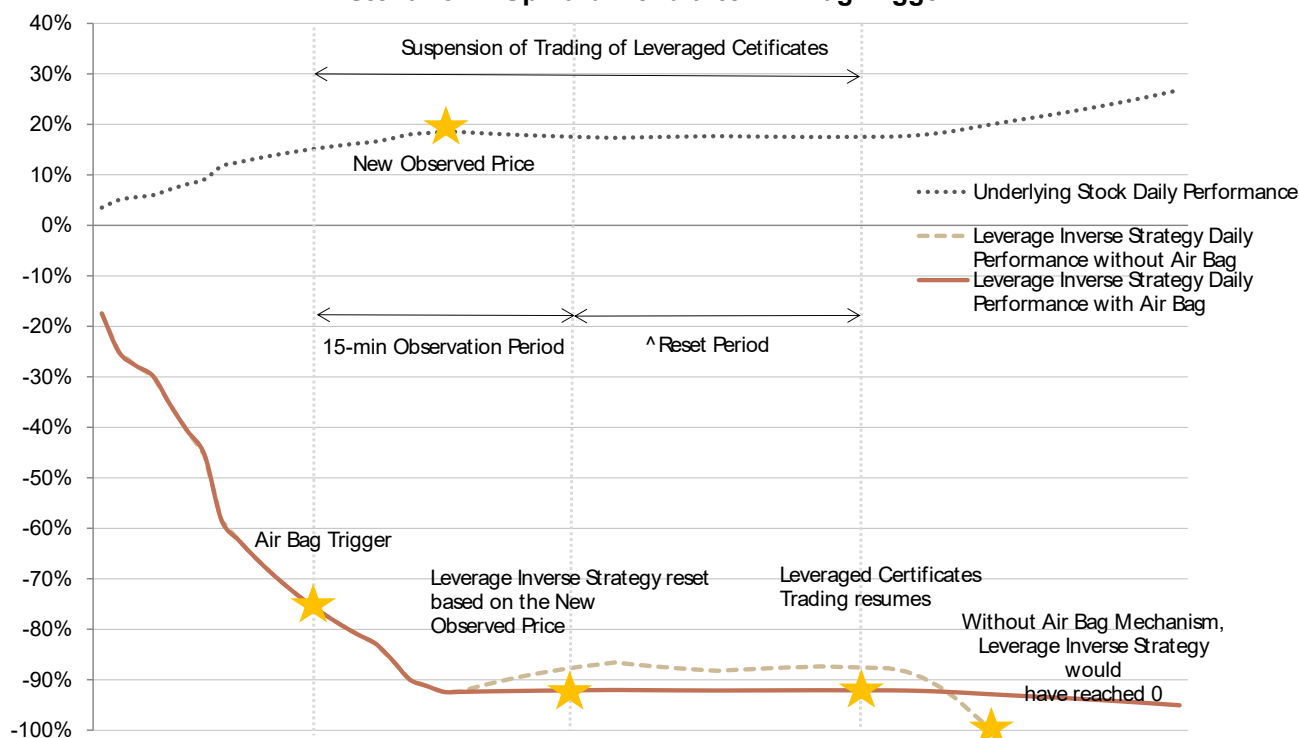 40%
Suspension of Trading of Leveraged Cetificates
30%
20%
New Observed Price
10%
Underlying Stock Daily Performance
0%
Leverage Inverse Strategy Daily
Performance without Air Bag
-10%
Leverage Inverse Strategy Daily
Performance with Air Bag
-20%
15-min Observation Period
^Reset Period
-30%
-40%
-50%
-60%
Air Bag Trigger
-70%
Leverage Inverse Strategy reset
based on the New
Observed Price
Leveraged Certificates
Trading resumes
-80%
Without Air Bag Mechanism,
Leverage Inverse Strategy
would
have reached 0
-90%
-100%